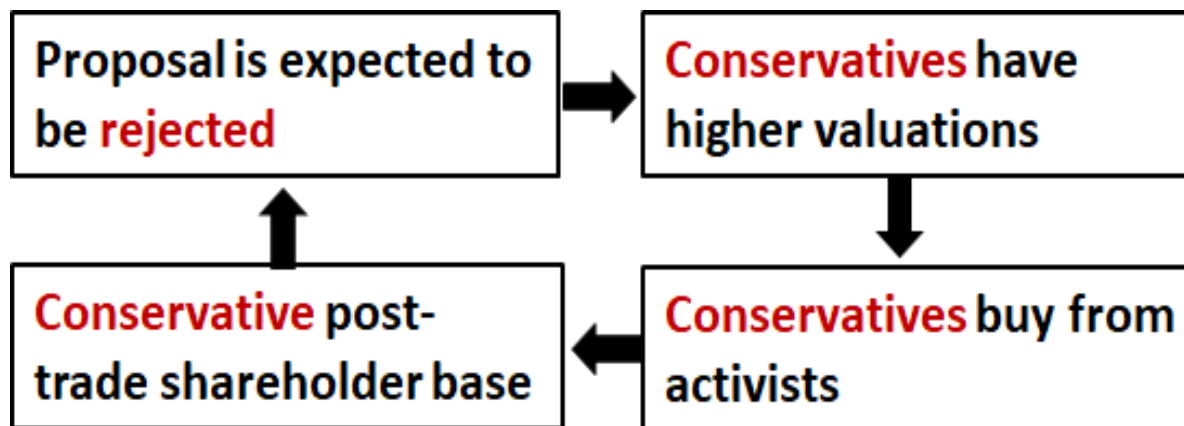 Proposal is expected to
be rejected
Conservatives have
higher valuations
Conservative post-
trade shareholder base
Conservatives buy from
activists